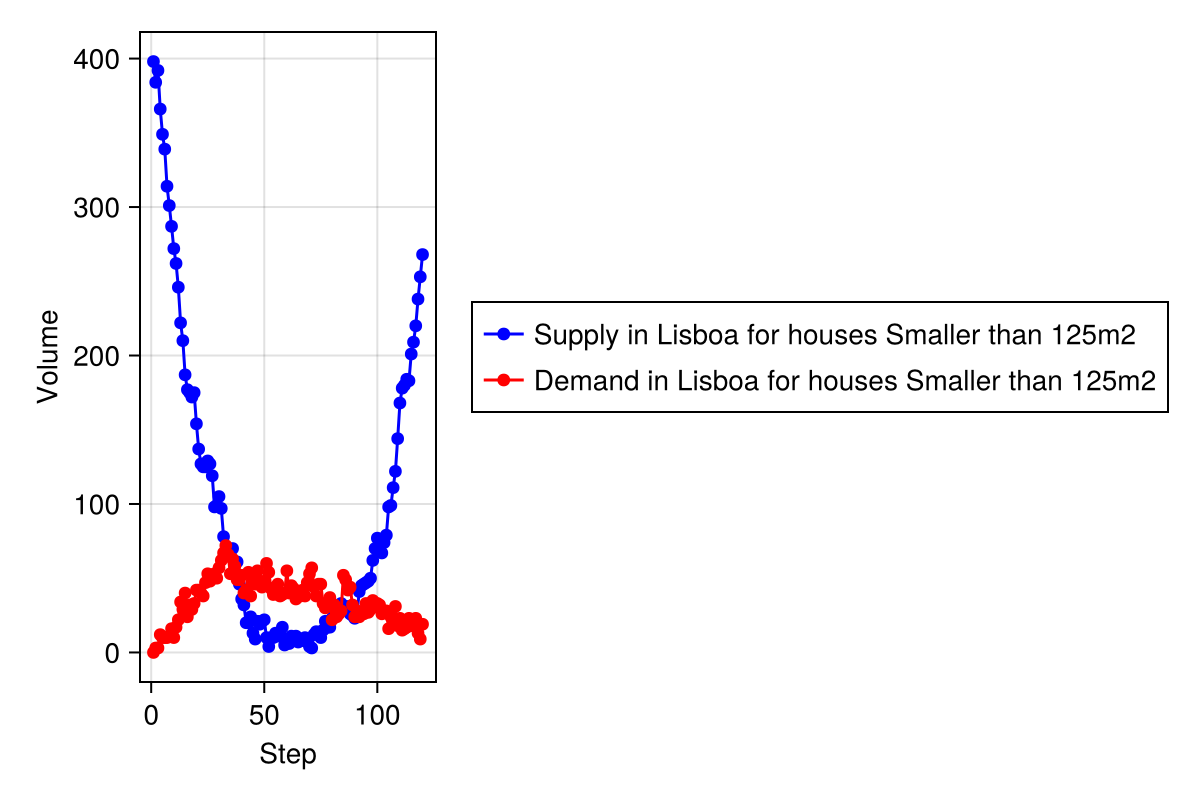 400
300
200
100
0
Volume
0 50 100
Step
Supply in Lisboa for houses Smaller than 125m2
Demand in Lisboa for houses Smaller than 125m2